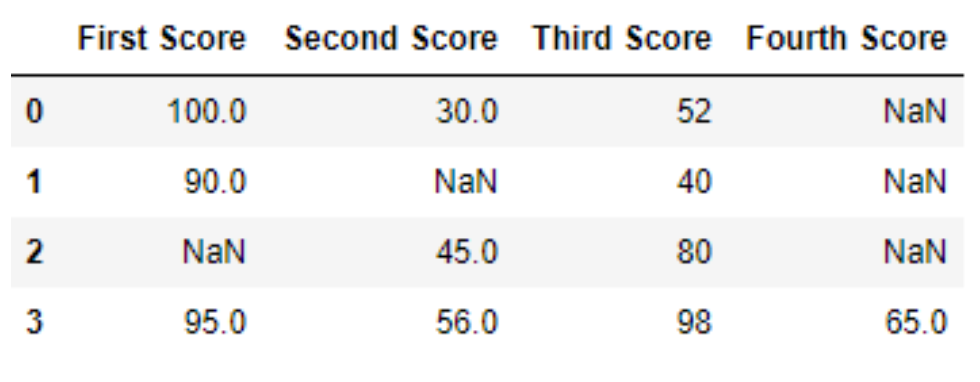 First Score Second Score Third Score Fourth Score
0 100.0 30.0 52 NaN
1 90.0 NaN 40 NaN
2 NaN 45.0 80 NaN
3 95.0 56.0 98 65.0